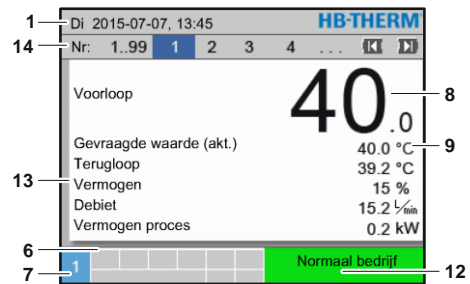 1 Di 2015-07-07, 13:45 HB-THERM
14 Nr: 1..99 1 2 3 4 ...
Voorloop 40.0 8
Gevraagde waarde (akt.) 40.0 °C 9
Terugloop 39.2 °C
13 Vermogen 15 %
Debiet 15.2 L/min
Vermogen proces 0.2 kW
6
7 1 Normaal bedrijf 12